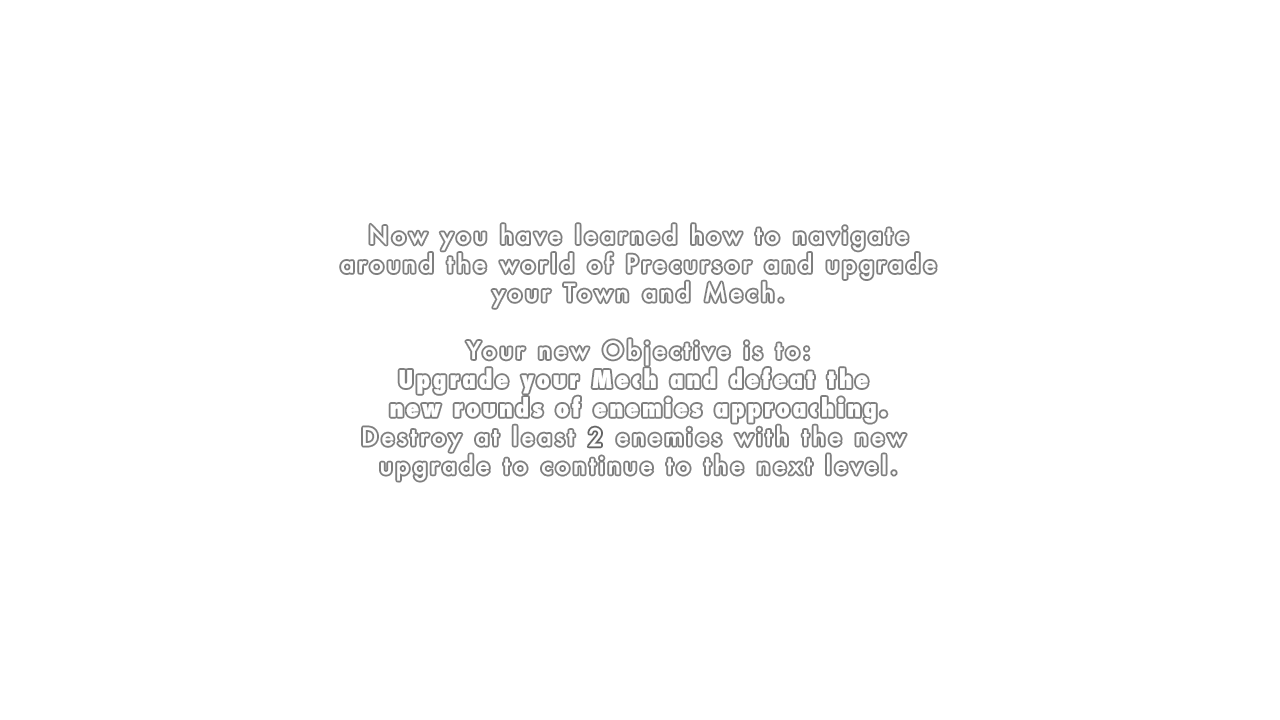 Now you have learned how to navigate
around the world of Precursor and upgrade
your Town and Mech.
Your new Objective is to:
Upgrade your Mech and defeat the
new rounds of enemies approaching.
Destroy at least 2 enemies with the new
upgrade to continue to the next level.